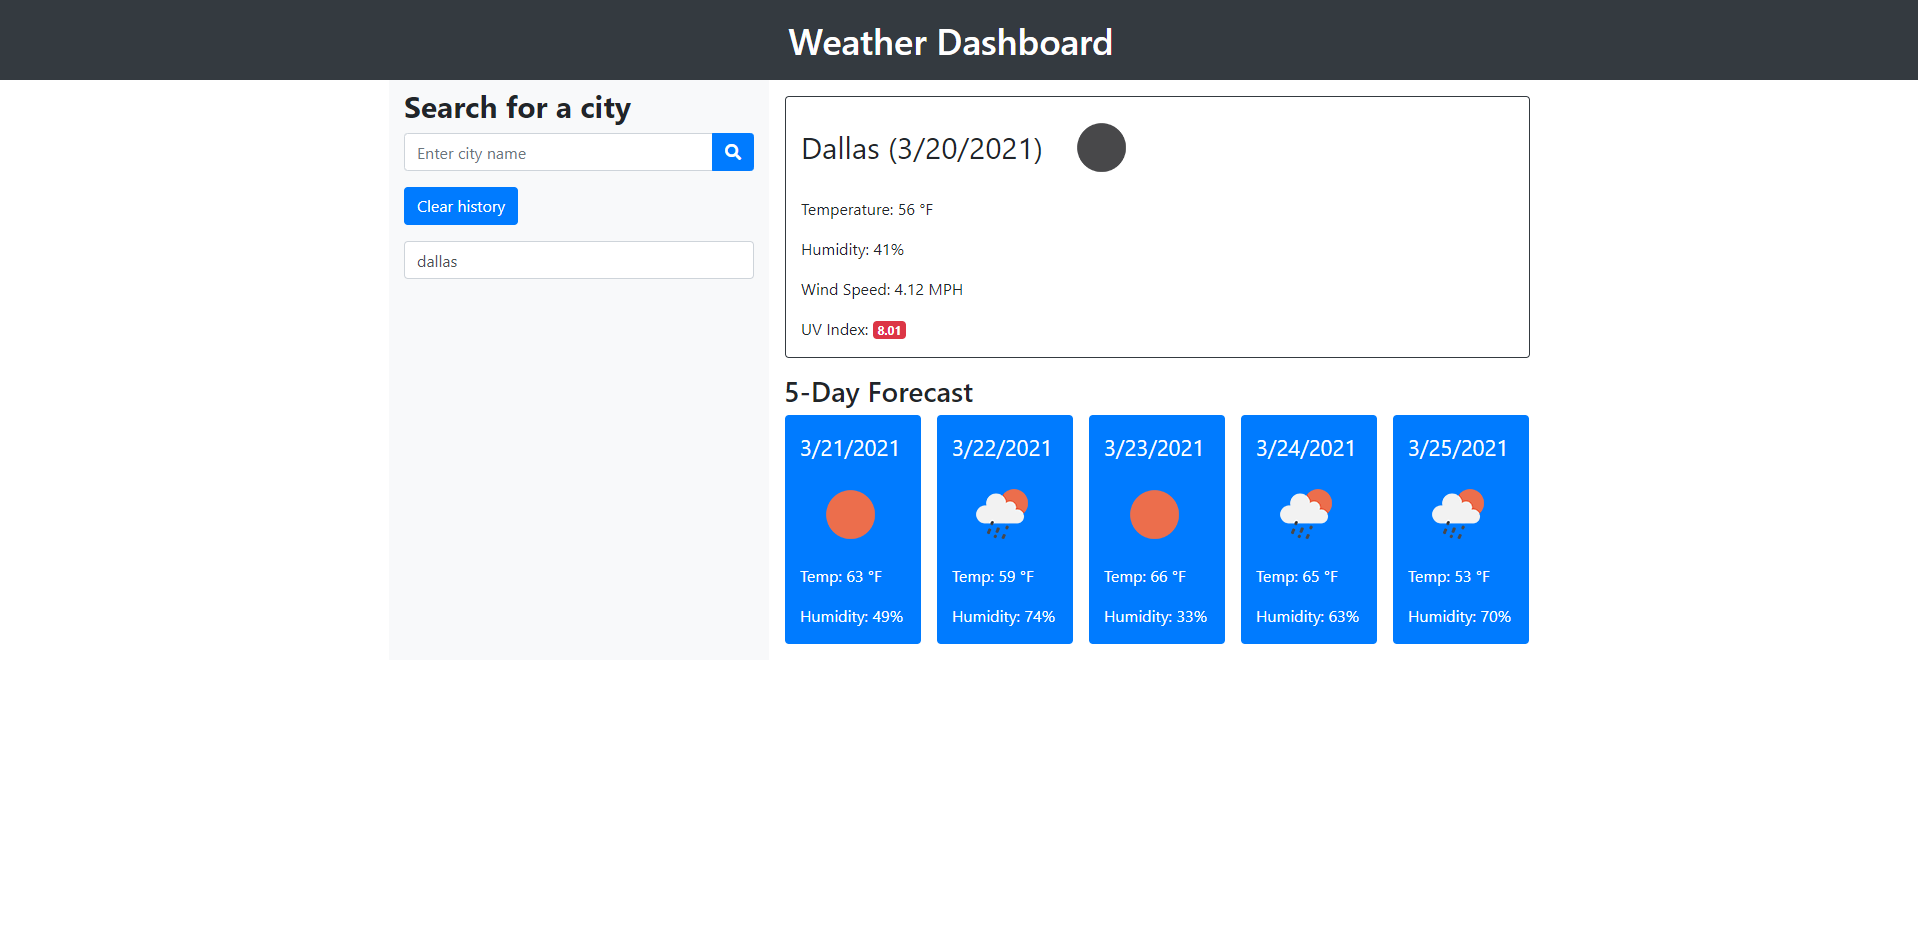 Weather Dashboard
Search for a city
Enter city name
Clear history
dallas
Dallas (3/20/2021)
Temperature: 56 °F
Humidity: 41%
Wind Speed: 4.12 MPH
UV Index: 8.01
5-Day Forecast
3/21/2021
Temp: 63 °F
Humidity: 49%
3/22/2021
Temp: 59 °F
Humidity: 74%
3/23/2021
Temp: 66 °F
Humidity: 33%
3/24/2021
Temp: 65 °F
Humidity: 63%
3/25/2021
Temp: 53 °F
Humidity: 70%